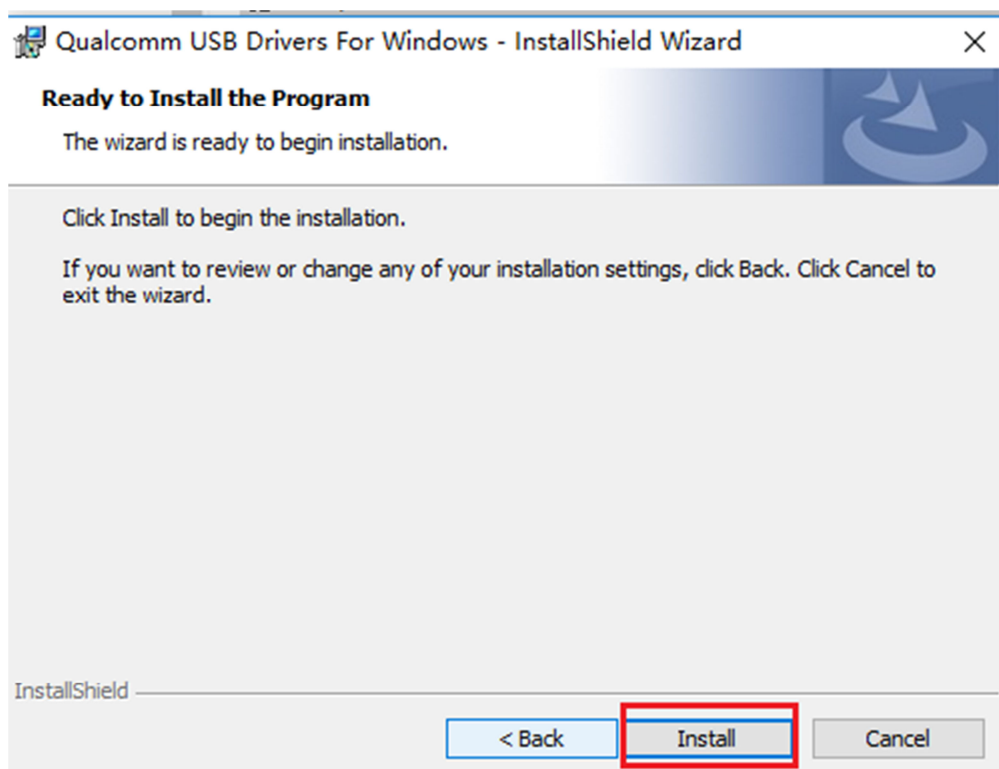 Qualcomm USB Drivers For Windows - InstallShield Wizard
Ready to Install the Program
The wizard is ready to begin installation.
Click Install to begin the installation.
If you want to review or change any of your installation settings, click Back. Click Cancel to
exit the wizard.
InstallShield
< Back
Install
Cancel